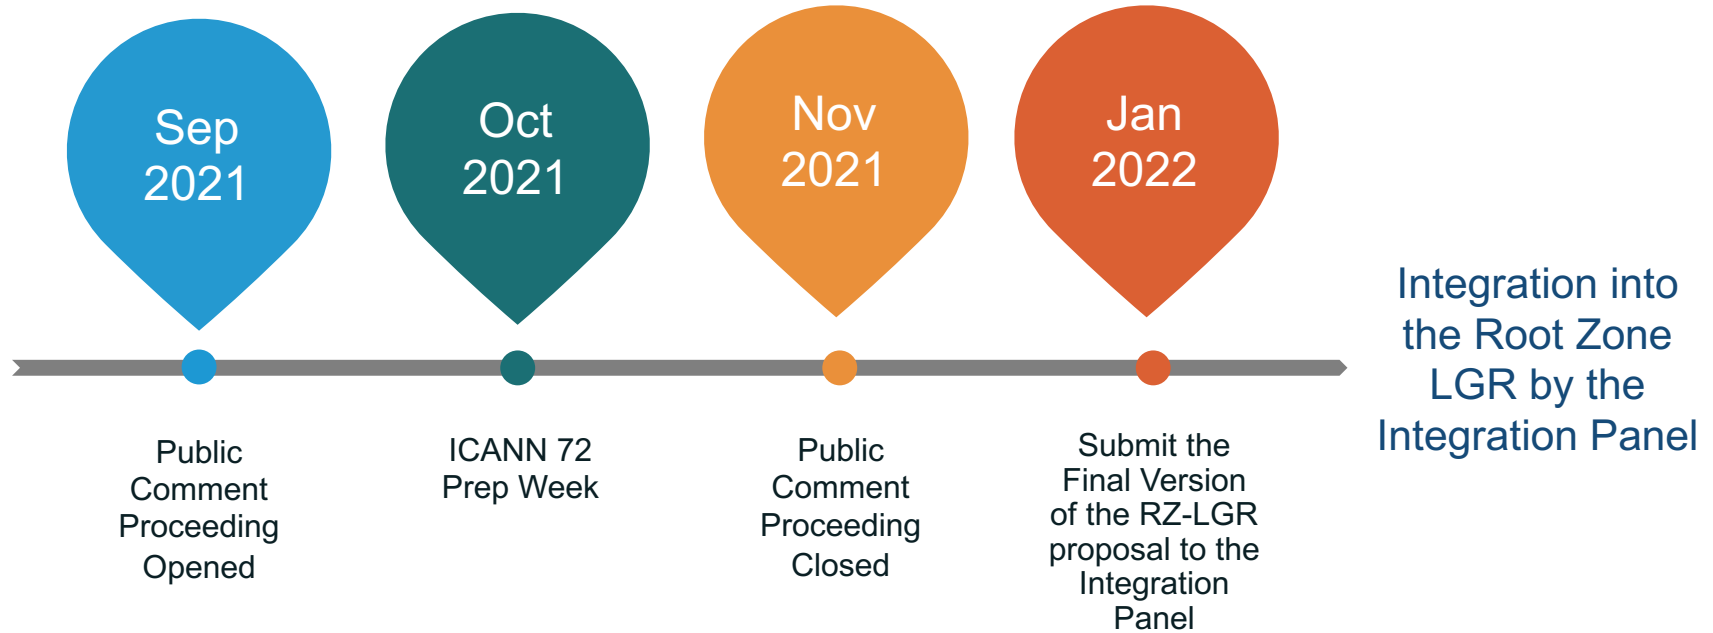 Sep
2021
Oct
2021
Nov
2021
Jan
2022
Public
Comment
Proceeding
Opened
ICANN 72
Prep Week
Public
Comment
Proceeding
Closed
Submit the
Final Version
of the RZ-LGR
proposal to the
Integration
Panel
Integration into
the Root Zone
LGR by the
Integration Panel